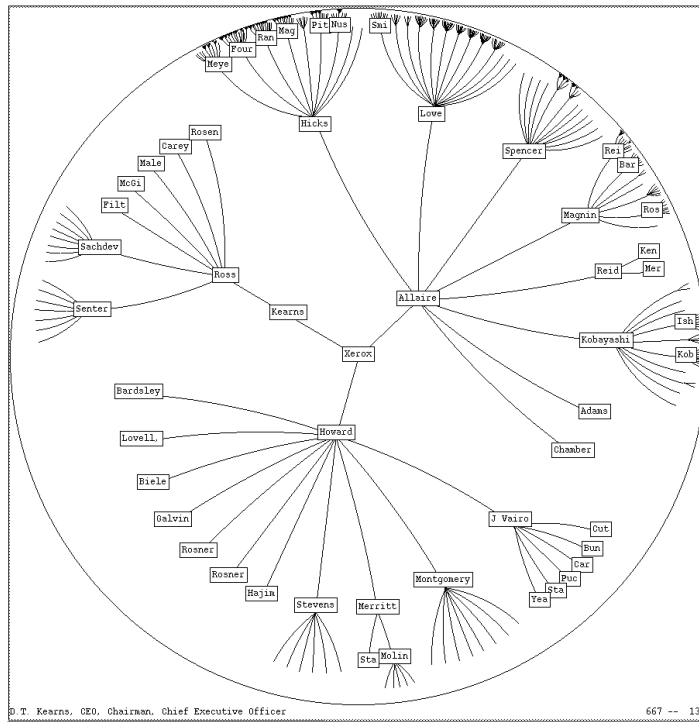 Smi
Pit Nus
Mag
Ran
Four
Meye
Love
Hicks
Rosen
Carey
Spencer
Rei
Male
Bar
McGi
Filt
Ros
Magnin
Sachdev
Ken
Ross
Reid
Mer
Allaire
Senter
Kearns
Ish
Kobayashi
Xerox
Kob
Bardsley
Adams
Howard
Lovell,
Chamber
Biele
Galvin
J Vairo
Cut
Rosner
Bun
Car
Rosner
Puc
Montgomery
Hajim
Sta
Yea
Stevens
Merritt
Sta Molin
D.T. Kearns, CEO, Chairman, Chief Executive Officer
667 -- 13